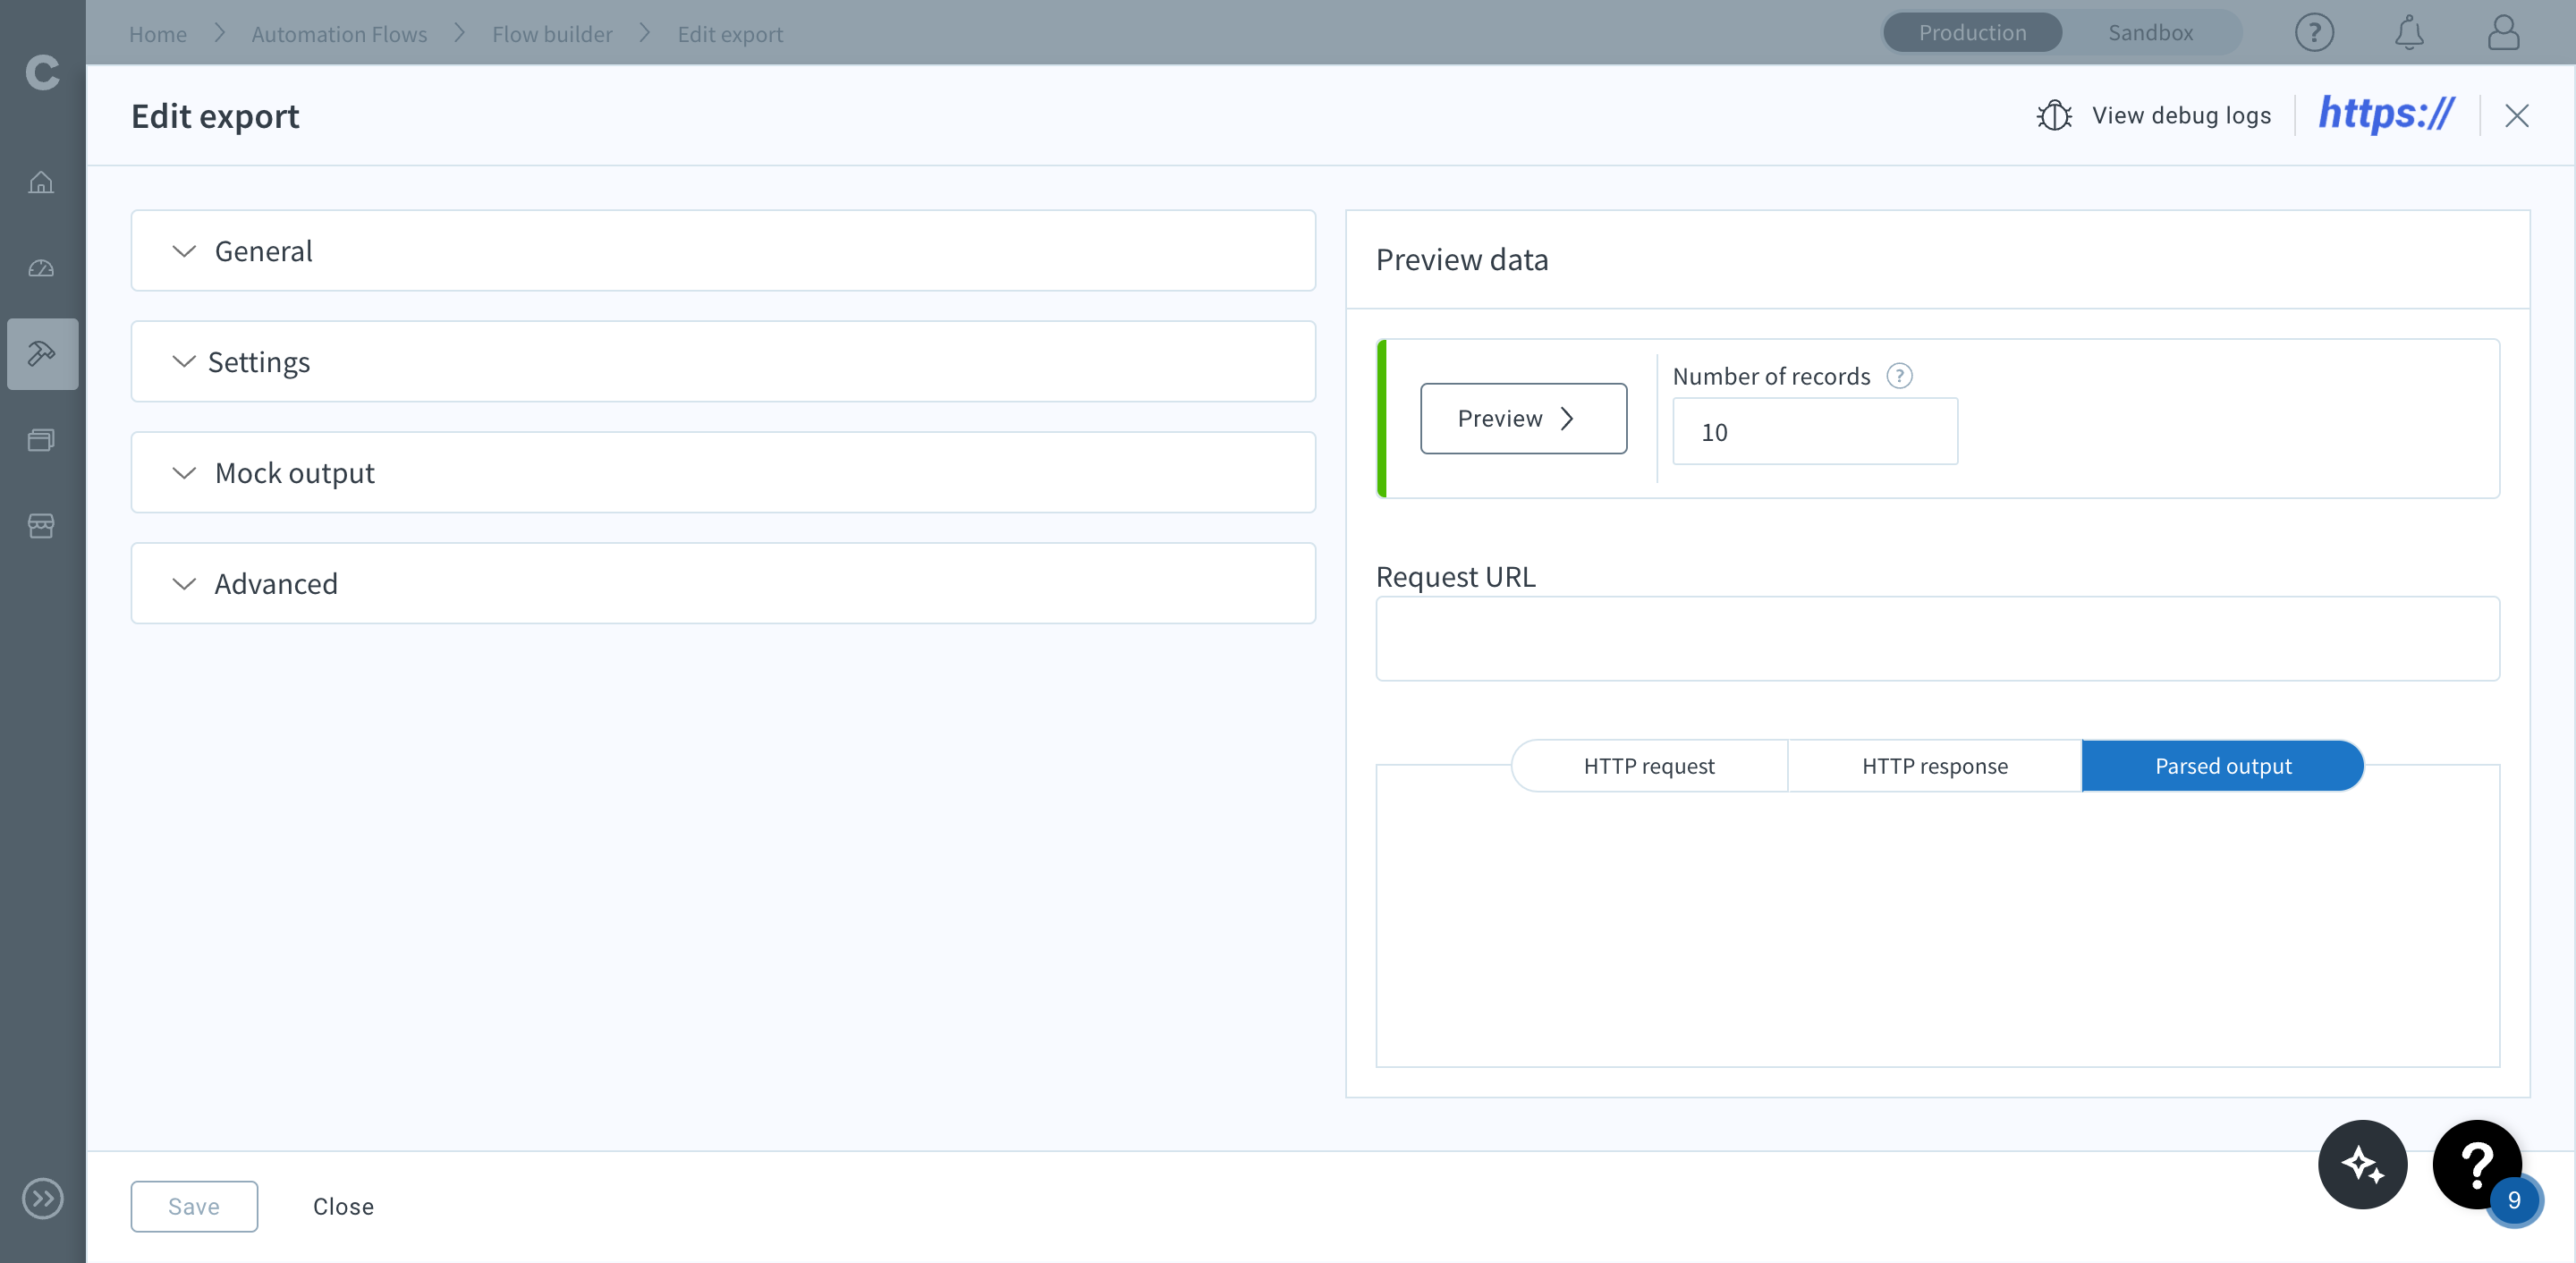 Home Automation Flows Flow builder Edit export Production Sandbox ?
C
Edit export View debug logs https://
General
Settings
Mock output
Advanced
Preview data
Preview Number of records ?
10
Request URL
HTTP request HTTP response Parsed output
Save Close
? 9